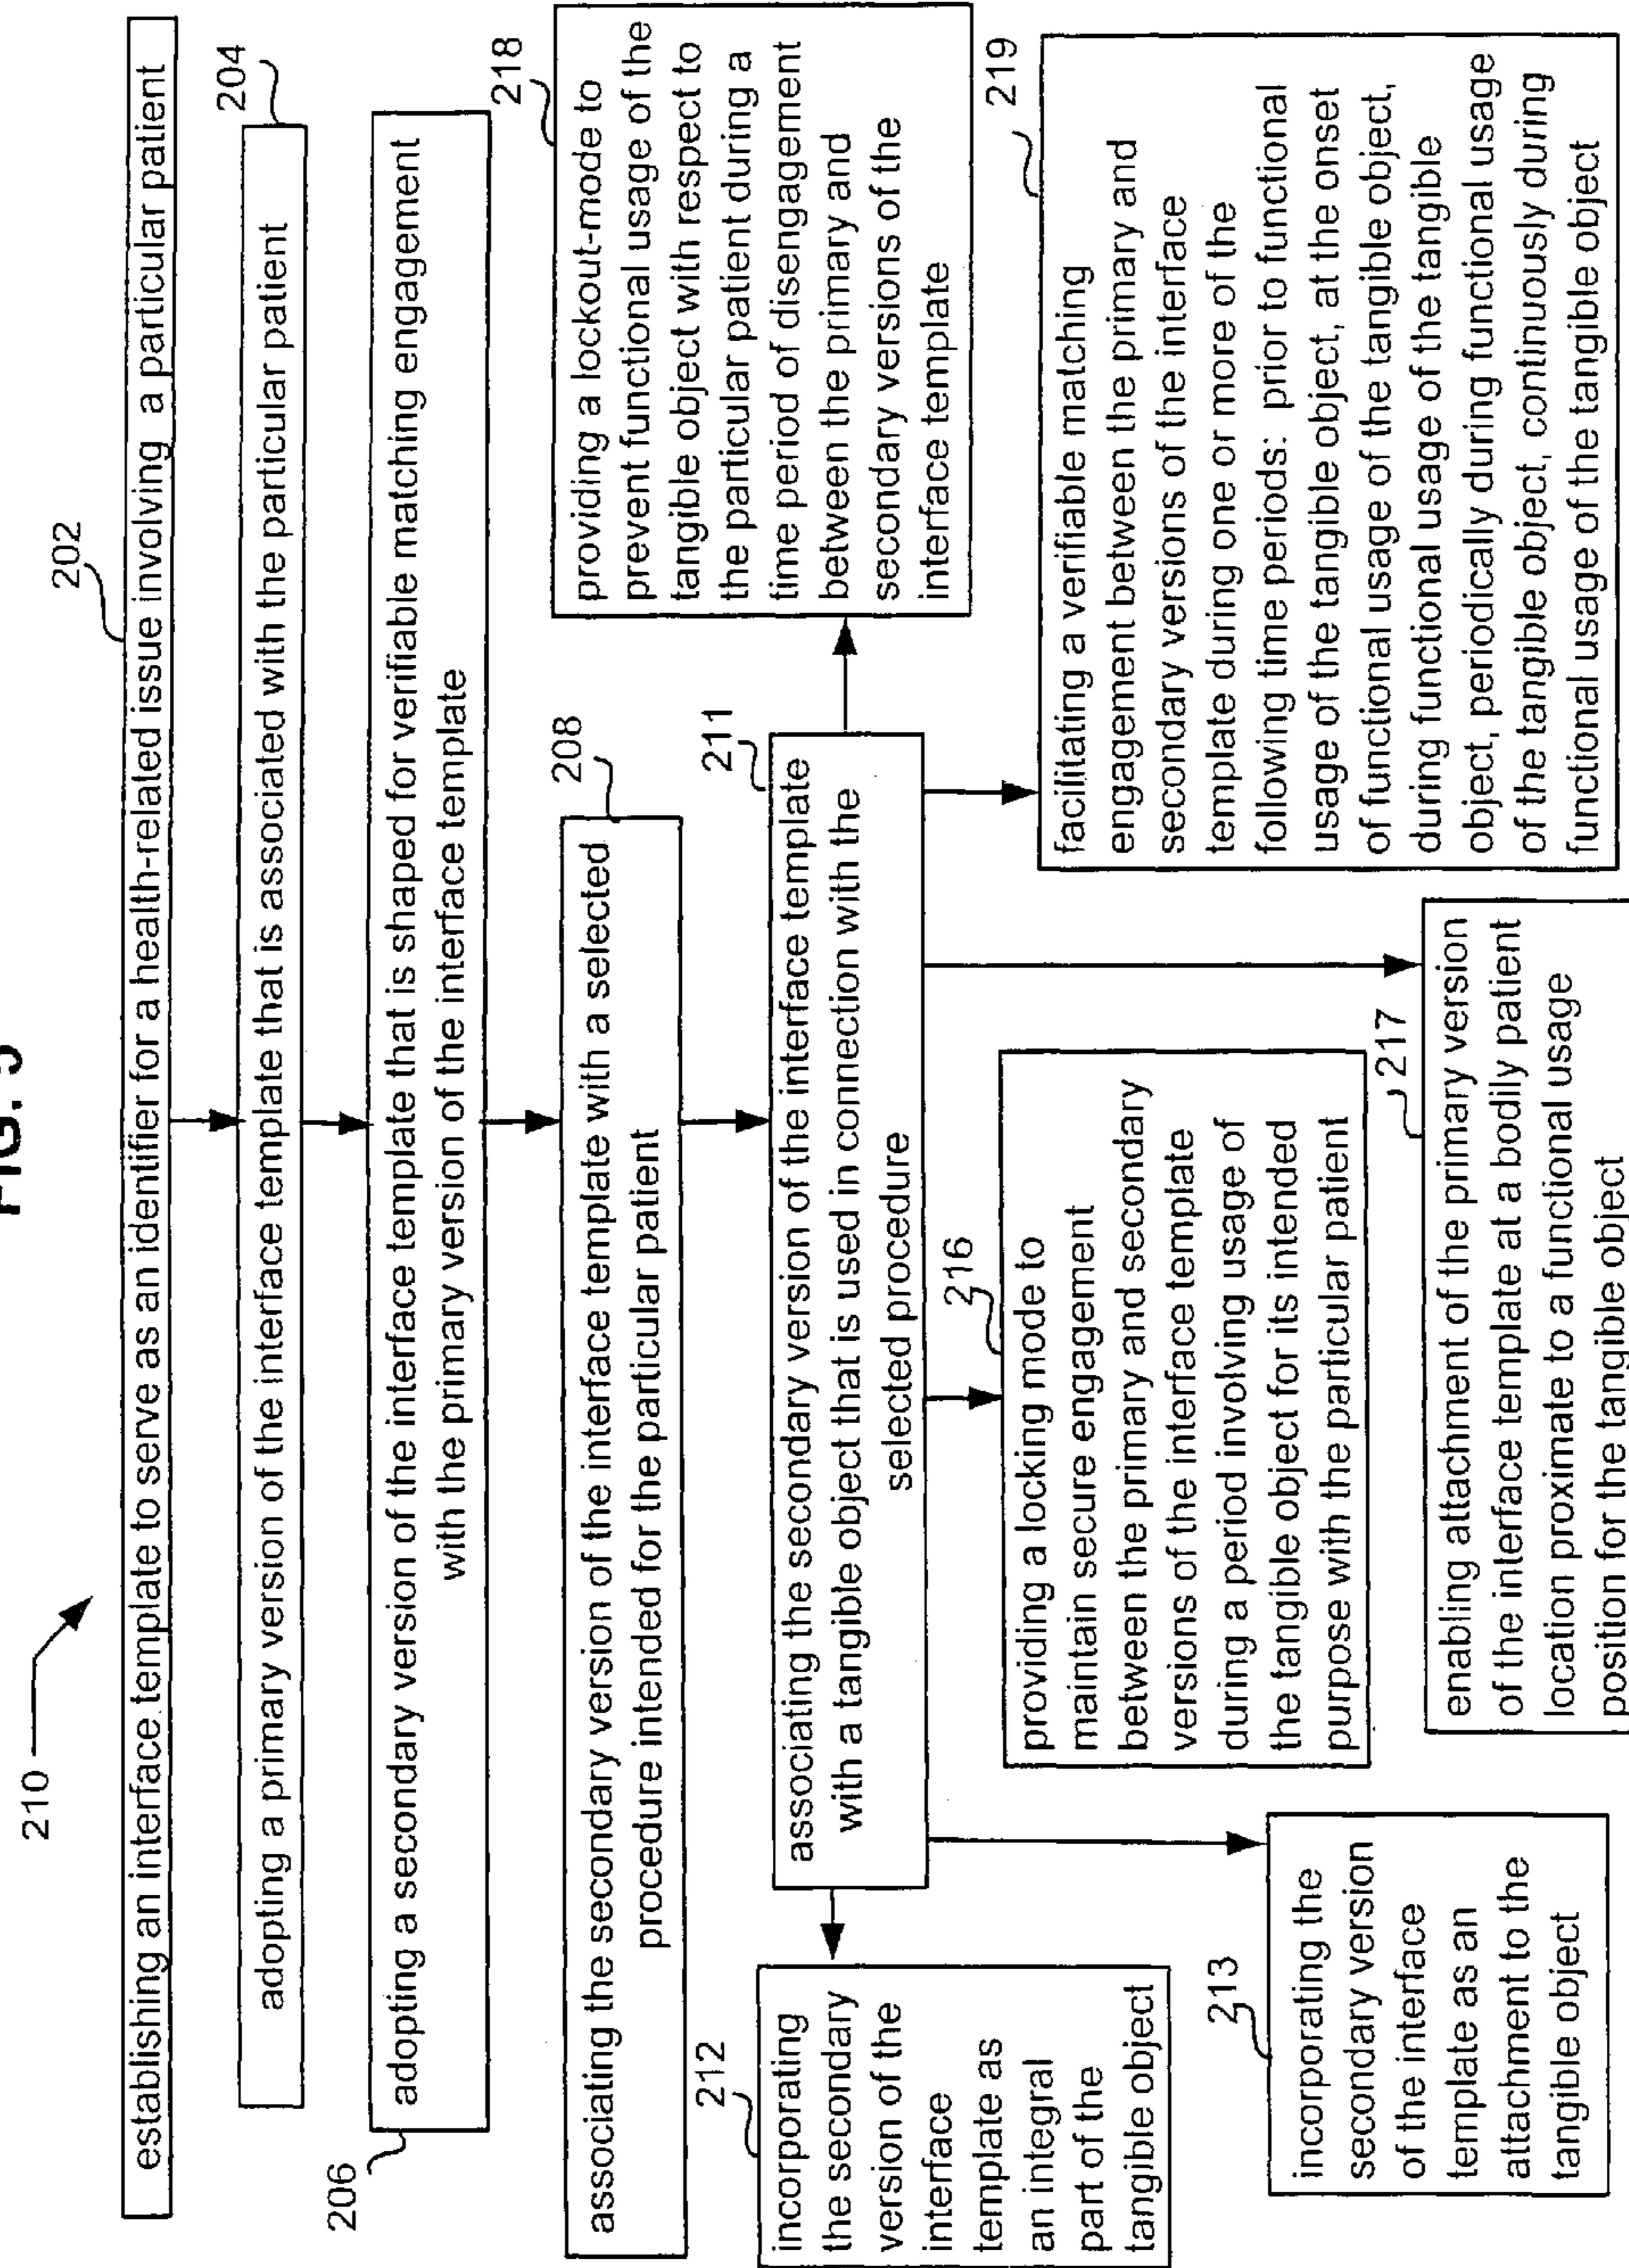 FIG.
210
202
establishing an interface template to serve as an identifier for a health-related issue involving a particular patient
204
adopting a primary version of the interface template that is associated with the particular patient
206
adopting a secondary version of the interface template that is shaped for verifiable matching engagement
with the primary version of the interface template
208
associating the secondary version of the interface template with a selected
procedure intended for the particular patient
211
associating the secondary version of the interface template
with a tangible object that is used in connection with the
selected procedure
212
incorporating
the secondary
version of the
interface
template as
an integral
part of the
tangible object
213
incorporating the
secondary version
of the interface
template as an
attachment to the
tangible object
216
providing a locking mode to
maintain secure engagement
between the primary and secondary
versions of the interface template
during a period involving usage of
the tangible object for its intended
purpose with the particular patient
217
enabling attachment of the primary version
of the interface template at a bodily patient
location proximate to a functional usage
position for the tangible object
218
providing a lockout-mode to
prevent functional usage of the
tangible object with respect to
the particular patient during a
time period of disengagement
between the primary and
secondary versions of the
interface template
219
facilitating a verifiable matching
engagement between the primary and
secondary versions of the interface
template during one or more of the
following time periods: prior to functional
usage of the tangible object, at the onset
of functional usage of the tangible object,
during functional usage of the tangible
object, periodically during functional usage
of the tangible object, continuously during
functional usage of the tangible object